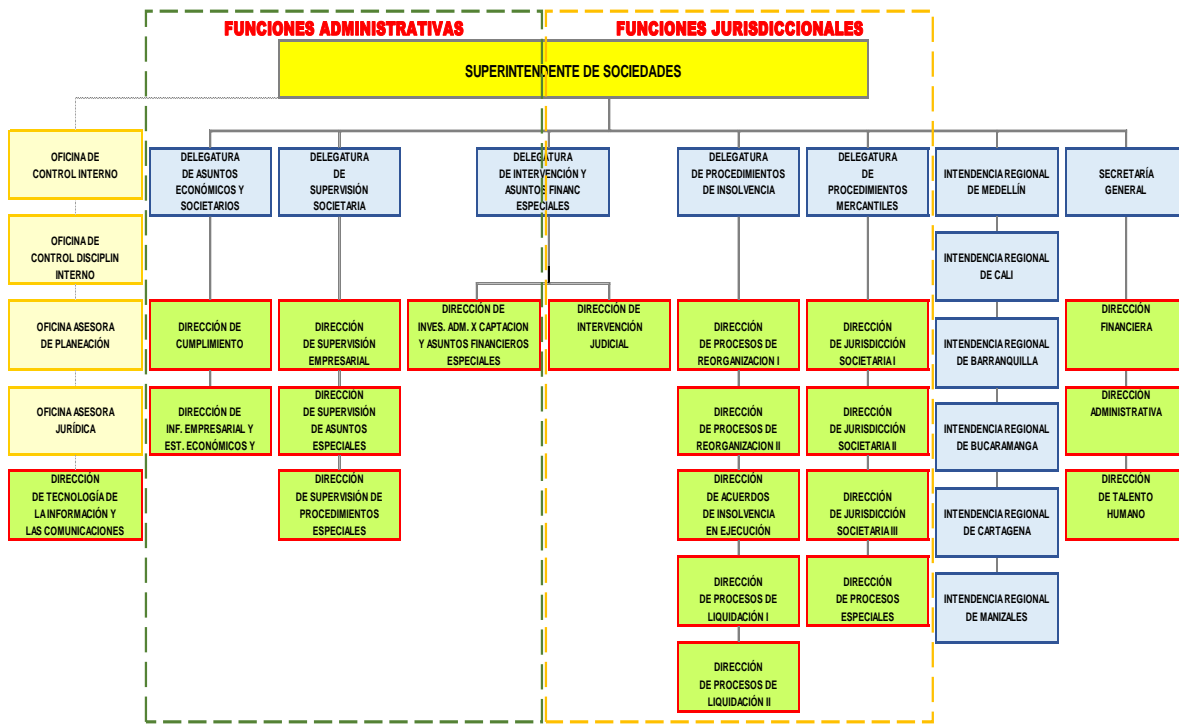 FUNCIONES ADMINISTRATIVAS
FUNCIONES JURISDICCIONALES
SUPERINTENDENTE DE SOCIEDADES
OFICINA DE
CONTROL INTERNO
OFICINA DE
CONTROL DISCIPLIN
INTERNO
OFICINA ASESORA
DE PLANEACIÓN
OFICINA ASESORA
JURÍDICA
DIRECCIÓN
DE TECNOLOGÍA DE
LA INFORMACIÓN Y
LAS COMUNICACIONES
DELEGATURA
DE ASUNTOS
ECONÓMICOS Y
SOCIETARIOS
DIRECCIÓN DE
CUMPLIMIENTO
DIRECCIÓN DE
INF. EMPRESARIAL Y
EST. ECONÓMICOS Y
DELEGATURA
DE
SUPERVISIÓN
SOCIETARIA
DIRECCIÓN
DE SUPERVISIÓN
EMPRESARIAL
DIRECCIÓN
DE SUPERVISIÓN
DE ASUNTOS
ESPECIALES
DIRECCIÓN
DE SUPERVISIÓN DE
PROCEDIMIENTOS
ESPECIALES
DELEGATURA
DE INTERVENCIÓN Y
ASUNTOS FINANC
ESPECIALES
DIRECCIÓN DE
INVES. ADM. X CAPTACION
Y ASUNTOS FINANCIEROS
ESPECIALES
DIRECCIÓN DE
INTERVENCIÓN
JUDICIAL
DELEGATURA
DE PROCEDIMIENTOS
DE INSOLVENCIA
DIRECCIÓN
DE PROCESOS DE
REORGANIZACION I
DIRECCIÓN
DE PROCESOS DE
REORGANIZACION II
DIRECCIÓN
DE ACUERDOS
DE INSOLVENCIA
EN EJECUCIÓN
DIRECCIÓN
DE PROCESOS DE
LIQUIDACIÓN I
DIRECCIÓN
DE PROCESOS DE
LIQUIDACIÓN II
DELEGATURA
DE
PROCEDIMIENTOS
MERCANTILES
DIRECCIÓN
DE JURISDICCIÓN
SOCIETARIA I
DIRECCIÓN
DE JURISDICCIÓN
SOCIETARIA II
DIRECCIÓN
DE JURISDICCIÓN
SOCIETARIA III
DIRECCIÓN
DE PROCESOS
ESPECIALES
INTENDENCIA REGIONAL
DE MEDELLÍN
INTENDENCIA REGIONAL
DE CALI
INTENDENCIA REGIONAL
DE BARRANQUILLA
INTENDENCIA REGIONAL
DE BUCARAMANGA
INTENDENCIA REGIONAL
DE CARTAGENA
INTENDENCIA REGIONAL
DE MANIZALES
SECRETARÍA
GENERAL
DIRECCIÓN
FINANCIERA
DIRECCIÓN
ADMINISTRATIVA
DIRECCIÓN
DE TALENTO
HUMANO